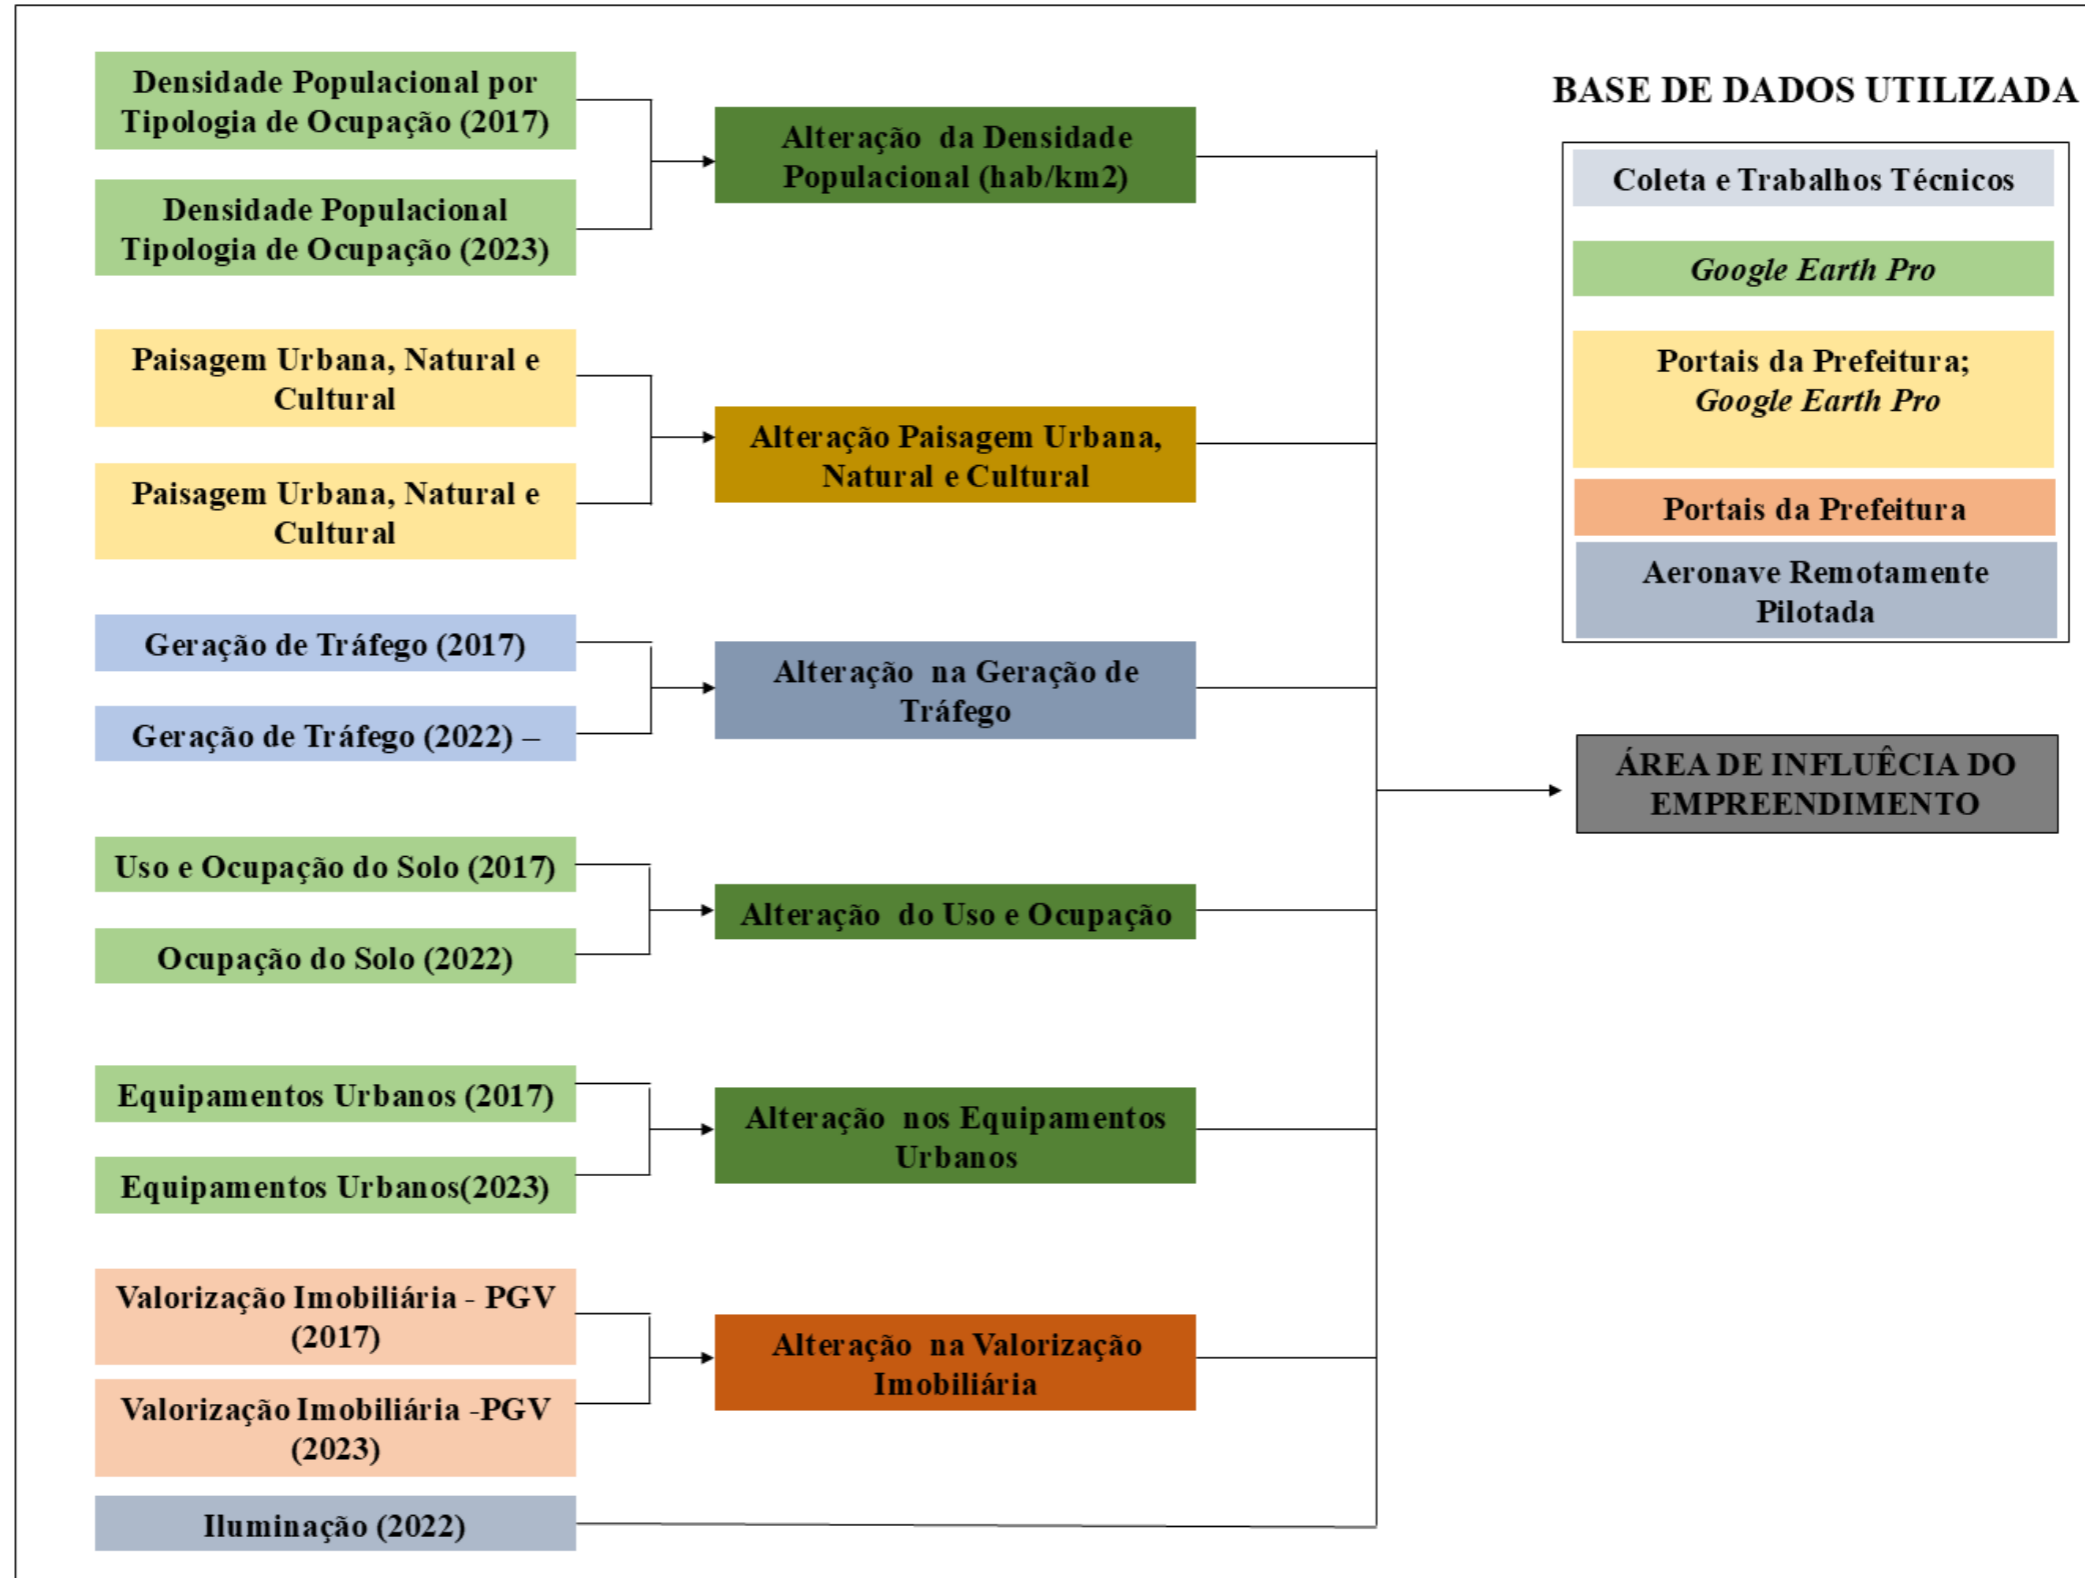 Densidade Populacional por
Tipologia de Ocupação (2017)
Densidade Populacional
Tipologia de Ocupação (2023)
Alteração da Densidade
Populacional (hab/km2)
Paisagem Urbana, Natural e
Cultural
Paisagem Urbana, Natural e
Cultural
Alteração Paisagem Urbana,
Natural e Cultural
Geração de Tráfego (2017)
Geração de Tráfego (2022) –
Alteração na Geração de
Tráfego
Uso e Ocupação do Solo (2017)
Ocupação do Solo (2022)
Alteração do Uso e Ocupação
Equipamentos Urbanos (2017)
Equipamentos Urbanos(2023)
Alteração nos Equipamentos
Urbanos
Valorização Imobiliária - PGV
(2017)
Valorização Imobiliária -PGV
(2023)
Alteração na Valorização
Imobiliária
Iluminação (2022)
BASE DE DADOS UTILIZADA
Coleta e Trabalhos Técnicos
Google Earth Pro
Portais da Prefeitura;
Google Earth Pro
Portais da Prefeitura
Aeronave Remotamente
Pilotada
ÁREA DE INFLUÊCIA DO
EMPREENDIMENTO